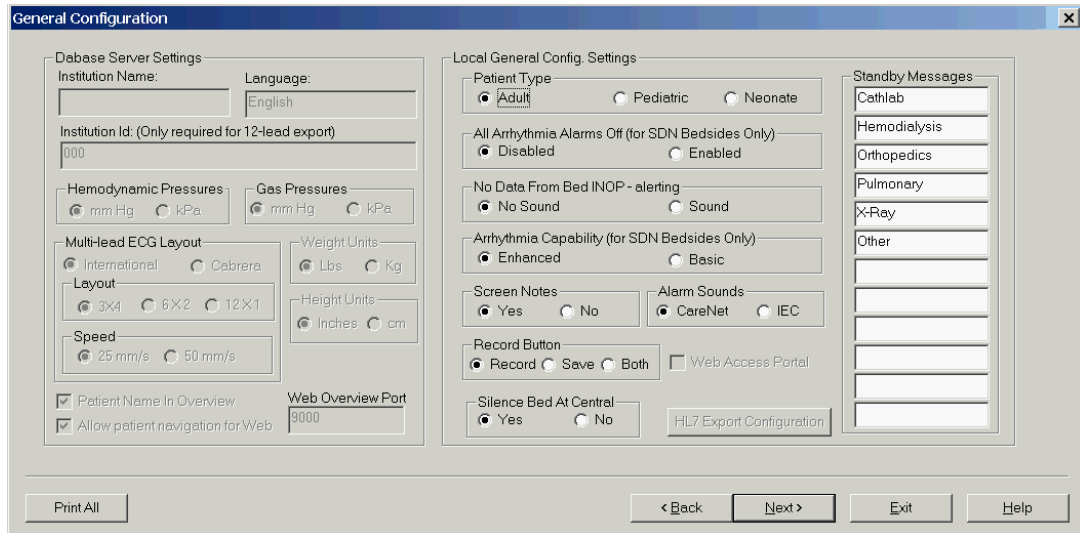 General Configuration
Dabase Server Settings
Institution Name:
Language:
English
Institution Id: (Only required for 12-lead export)
000
Hemodynamic Pressures
mm Hg kPa
Gas Pressures
mm Hg kPa
Multi-lead ECG Layout
International Cabrera
Layout
3X4 6X2 12X1
Speed
25 mm/s 50 mm/s
Weight Units
Lbs Kg
Height Units
Inches cm
Patient Name In Overview
Allow patient navigation for Web
Web Overview Port
9000
Local General Config. Settings
Patient Type
Adult Pediatric Neonate
All Arrhythmia Alarms Off (for SDN Bedsides Only)
Disabled Enabled
No Data From Bed INOP - alerting
No Sound Sound
Arrhythmia Capability (for SDN Bedsides Only)
Enhanced Basic
Screen Notes
Yes No
Alarm Sounds
CareNet IEC
Record Button
Record Save Both
Web Access Portal
Silence Bed At Central
Yes No
HL7 Export Configuration
Standby Messages
Cathlab
Hemodialysis
Orthopedics
Pulmonary
X-Ray
Other
Print All
< Back
Next >
Exit
Help